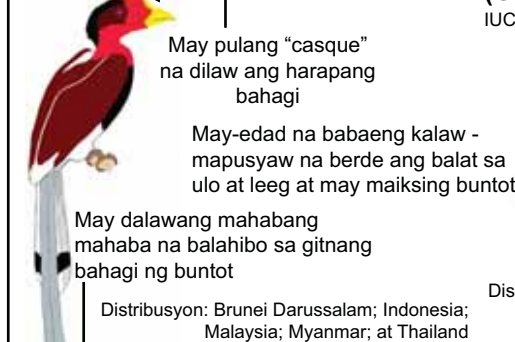 IUC
May pulang “casque”
na dilaw ang harapang
bahagi
May-edad na babaeng kalaw -
mapusyaw na berde ang balat sa
ulo at leeg at may maiksing buntot
May dalawang mahabang
mahaba na balahibo sa gitnang
bahagi ng buntot
Dis
Distribusyon: Brunei Darussalam; Indonesia;
Malaysia; Myanmar; at Thailand